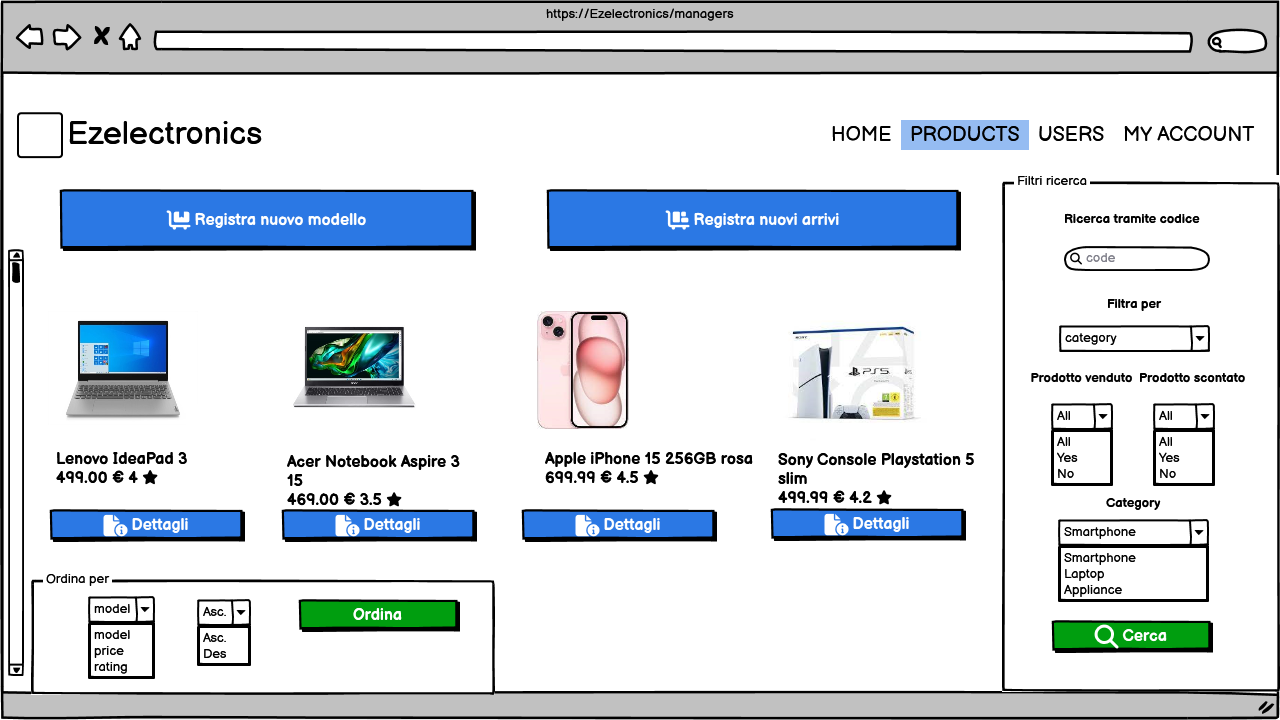 https://Ezelectronics/managers
Ezelectronics
HOME
PRODUCTS
USERS
MY ACCOUNT
Registra nuovo modello
Registra nuovi arrivi
PS5
Lenovo IdeaPad 3
499.00 € 4 ★
Acer Notebook Aspire 3
15
469.00 € 3.5 ★
Apple iPhone 15 256GB rosa
699.99 € 4.5 ★
Sony Console Playstation 5
slim
499.99 € 4.2 ★
Dettagli
Dettagli
Dettagli
Dettagli
Ordina per
model
model
price
rating
Asc.
Asc.
Des
Ordina
Filtri ricerca
Ricerca tramite codice
code
Filtra per
category
Prodotto venduto
Prodotto scontato
All
All
Yes
No
All
All
Yes
No
Category
Smartphone
Smartphone
Laptop
Appliance
Cerca